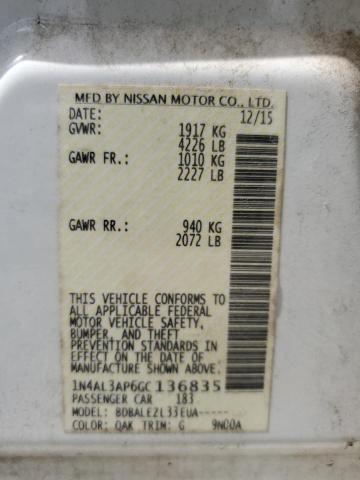 MFD BY NISSAN MOTOR CO., LTD.
DATE: 12/15
GVWR: 1917 KG
4226 LB
GAWR FR.: 1010 KG
2227 LB
GAWR RR.: 940 KG
2072 LB
THIS VEHICLE CONFORMS TO
ALL APPLICABLE FEDERAL
MOTOR VEHICLE SAFETY,
BUMPER, AND THEFT
PREVENTION STANDARDS IN
EFFECT ON THE DATE OF
MANUFACTURE SHOWN ABOVE.
1N4AL3AP6GC136835
PASSENGER CAR 183
MODEL: BDBALEZL33EUA-----
COLOR: QAK TRIM: G 9N00A